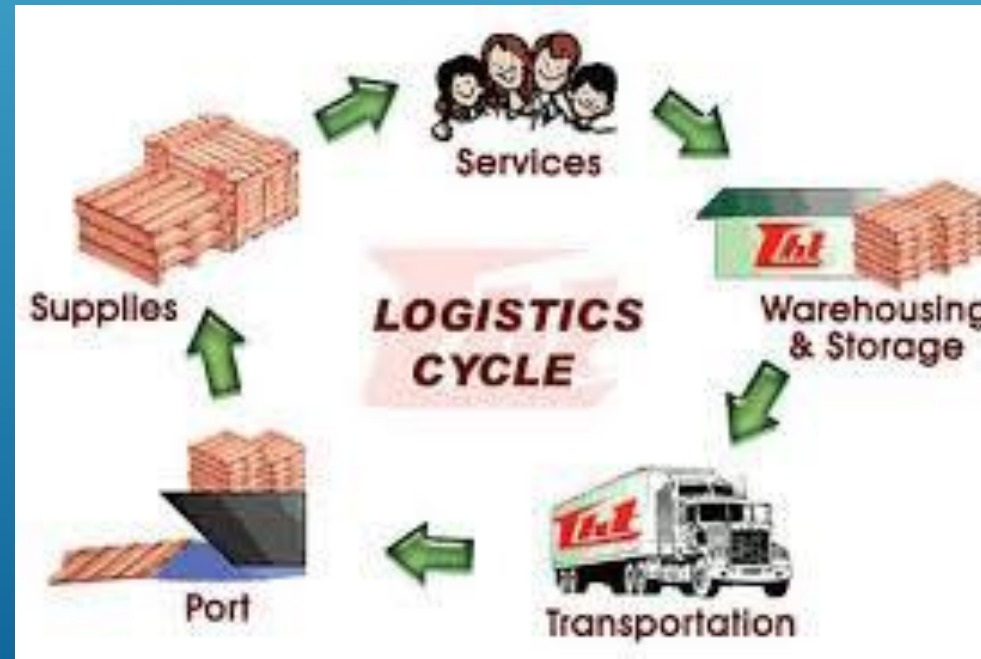 Services
Supplies
Warehousing
& Storage
LOGISTICS
CYCLE
Port
Transportation